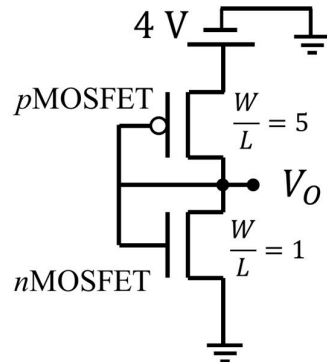 4 V
pMOSFET
W/L = 5
V_O
W/L = 1
nMOSFET